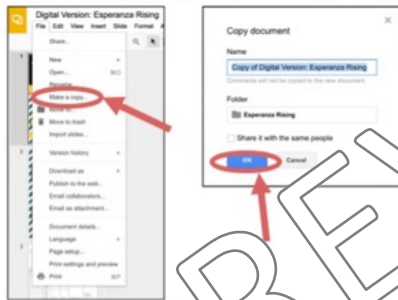 Digital Version: Esperanza Rising
File Edit View Insert Slide Format
Share...
New
Open...
Rename...
Make a copy...
Move to...
Move to trash
Import slides...
Version history
Download as
Publish to the web...
Email collaborators...
Email as attachment...
Document details...
Language
Page setup...
Print settings and preview
Print
Copy document
Name
Copy of Digital Version: Esperanza Rising
Comments will not be copied to the new document.
Folder
Esperanza Rising
Share it with the same people
OK Cancel